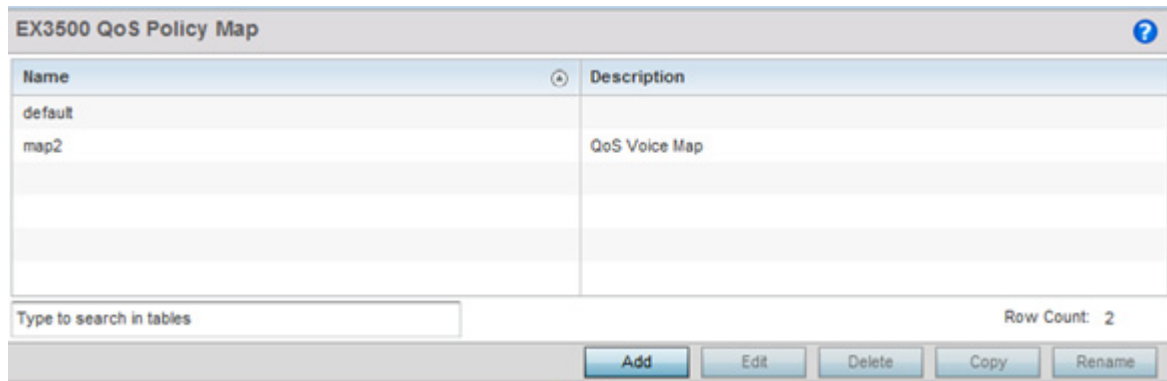 EX3500 QoS Policy Map ?
Name Description
default
map2 QoS Voice Map
Type to search in tables Row Count: 2
Add Edit Delete Copy Rename